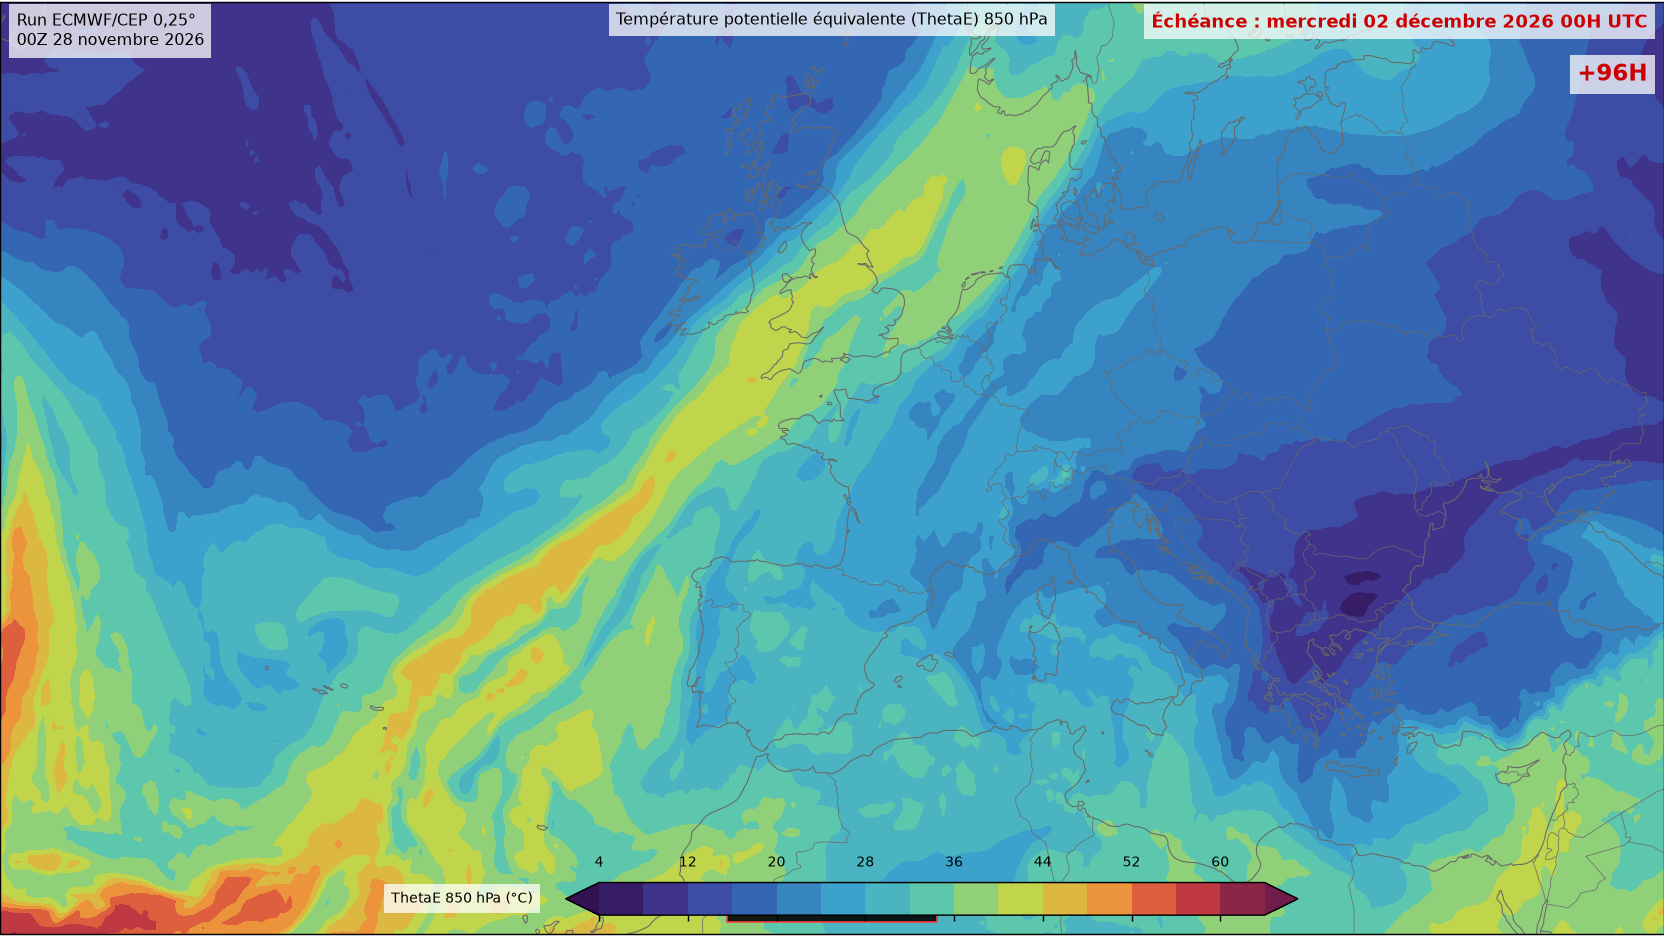 Run ECMWF/CEP 0,25°
00Z 28 novembre 2026
Température potentielle équivalente (ThetaE) 850 hPa
Échéance : mercredi 02 décembre 2026 00H UTC
+96H
4 12 20 28 36 44 52 60
ThetaE 850 hPa (°C)